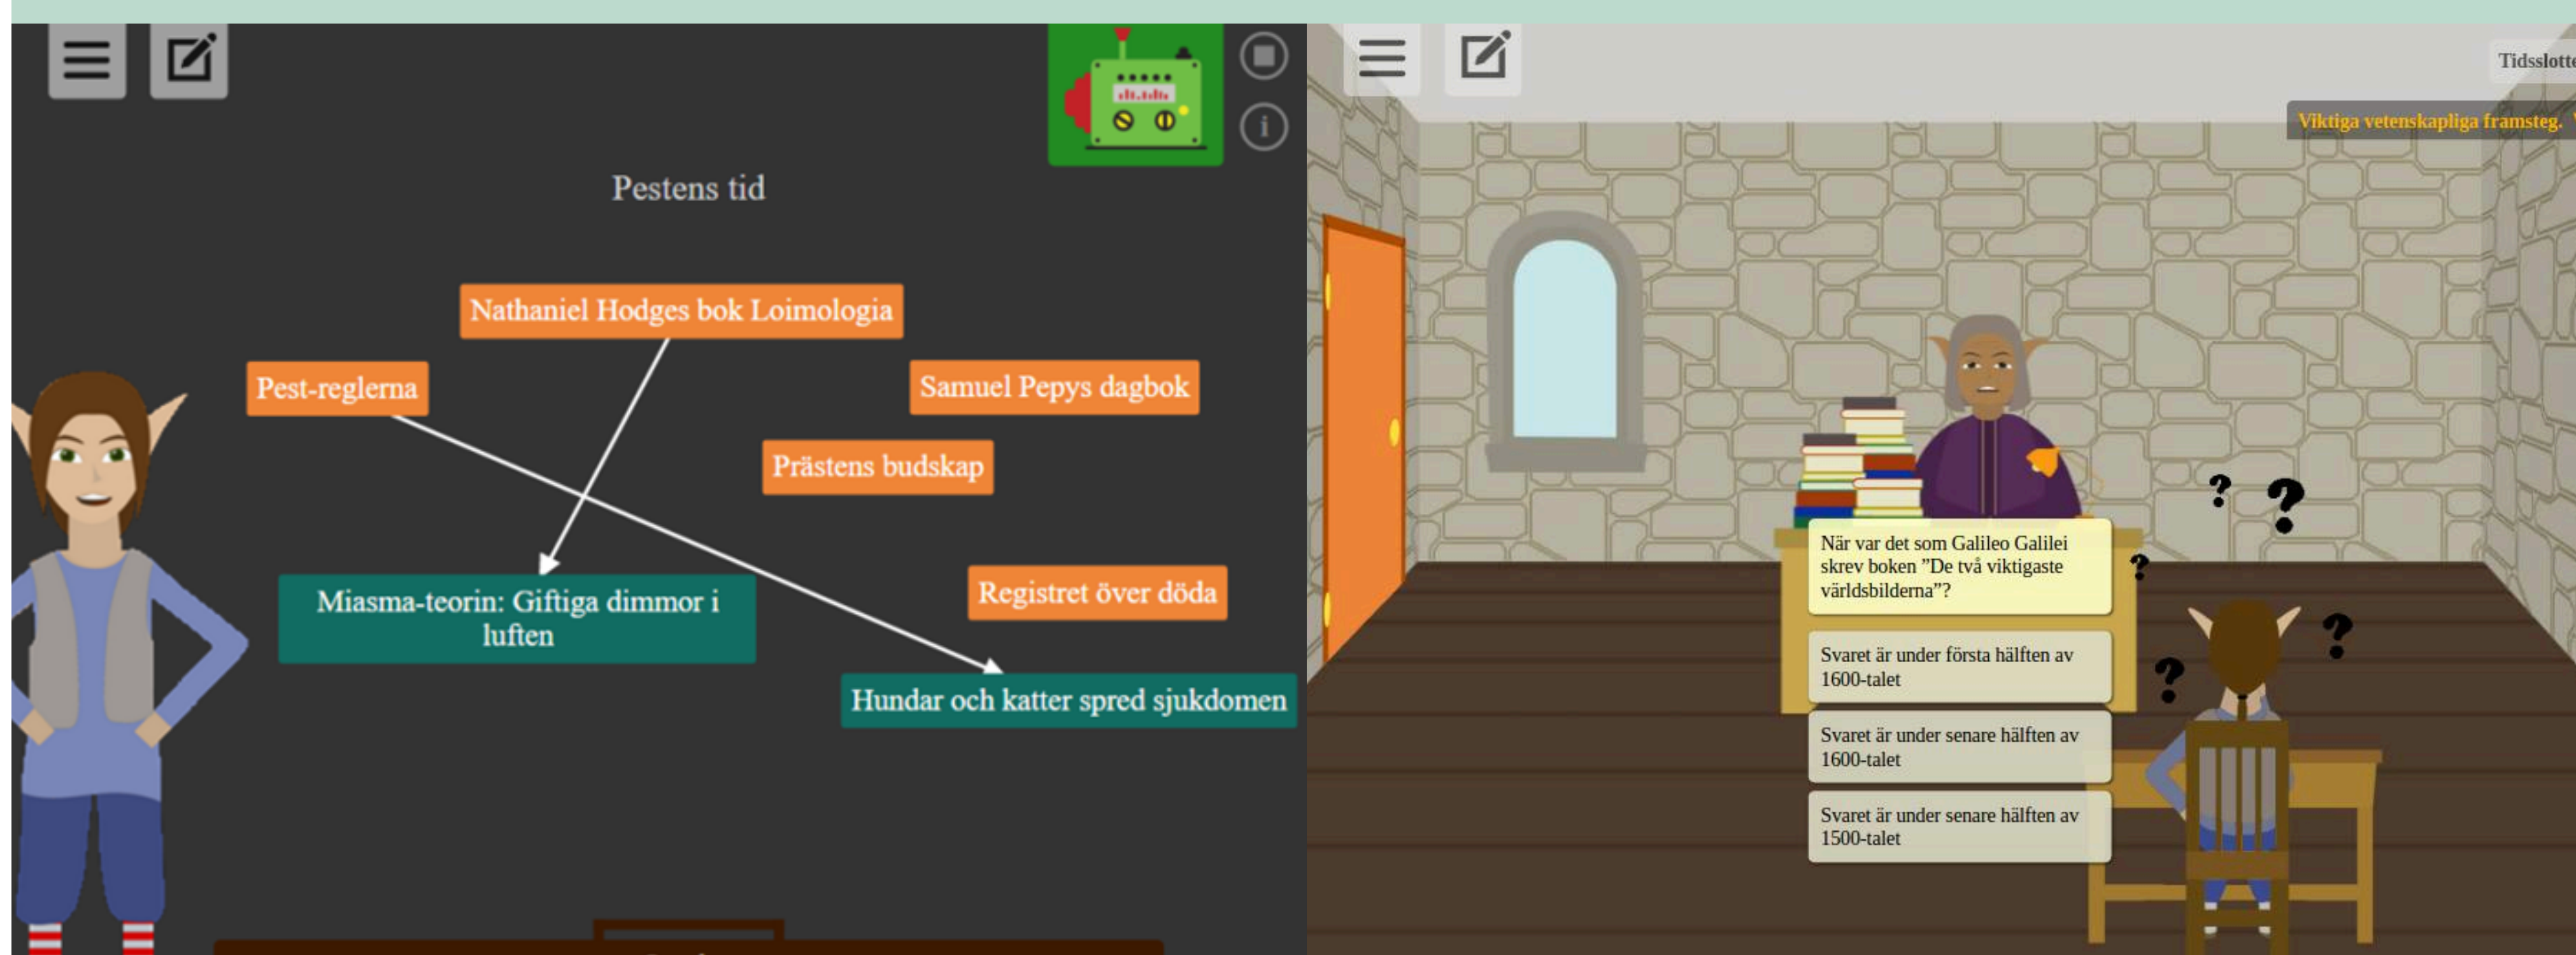 Pestens tid
Nathaniel Hodges bok Loimologia
Pest-reglerna
Samuel Pepys dagbok
Prästens budskap
Miasma-teorin: Giftiga dimmor i
luften
Registret över döda
Hundar och katter spred sjukdomen
Viktiga vetenskapliga framsteg.
När var det som Galileo Galilei
skrev boken ”De två viktigaste
världsbilderna”?
Svaret är under första hälften av
1600-talet
Svaret är under senare hälften av
1600-talet
Svaret är under senare hälften av
1500-talet